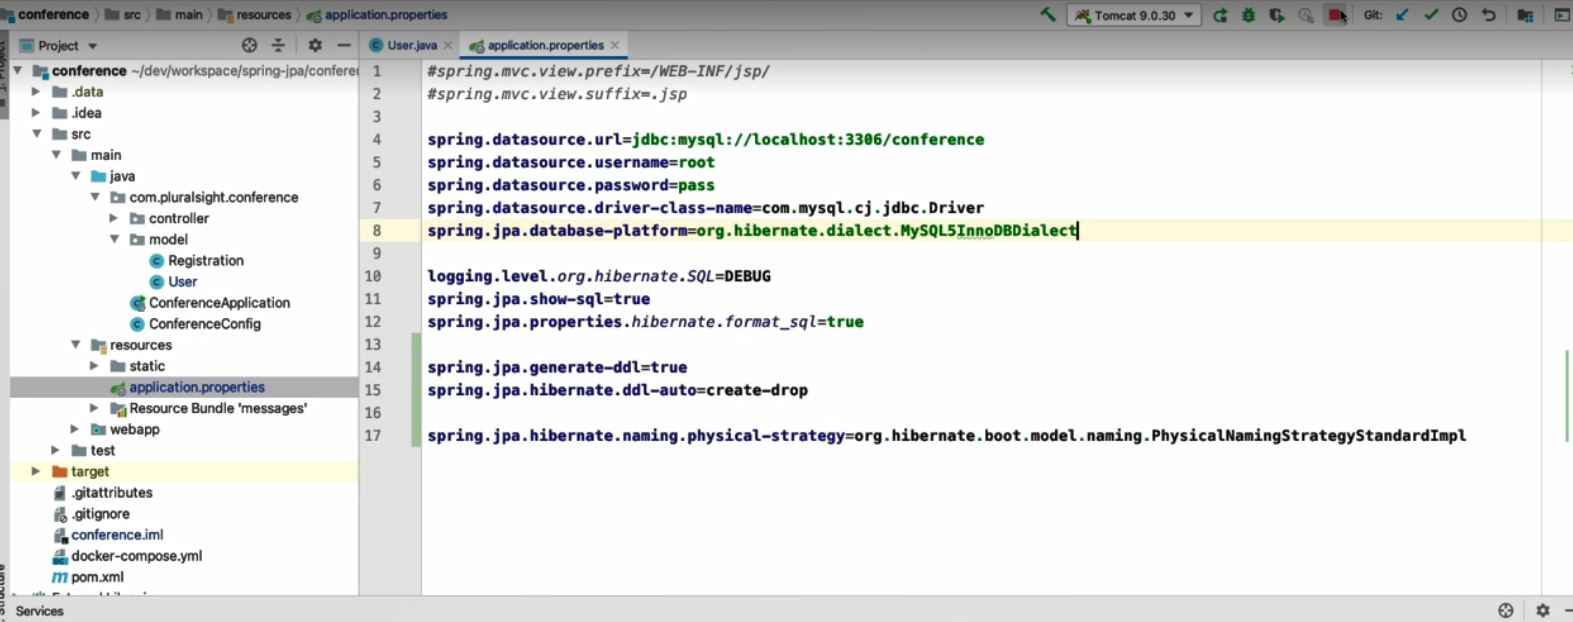 conference src main resources application.properties
Tomcat 9.0.30 Git:
Project
User.java application.properties
conference ~/dev/workspace/spring-jpa/confere
.data
.idea
src
main
java
com.pluralsight.conference
controller
model
Registration
User
ConferenceApplication
ConferenceConfig
resources
static
application.properties
Resource Bundle 'messages'
webapp
test
target
.gitattributes
.gitignore
conference.iml
docker-compose.yml
pom.xml
1 #spring.mvc.view.prefix=/WEB-INF/jsp/
2 #spring.mvc.view.suffix=.jsp
3
4 spring.datasource.url=jdbc:mysql://localhost:3306/conference
5 spring.datasource.username=root
6 spring.datasource.password=pass
7 spring.datasource.driver-class-name=com.mysql.cj.jdbc.Driver
8 spring.jpa.database-platform=org.hibernate.dialect.MySQL5InnoDBDialect
9
10 logging.level.org.hibernate.SQL=DEBUG
11 spring.jpa.show-sql=true
12 spring.jpa.properties.hibernate.format_sql=true
13
14 spring.jpa.generate-ddl=true
15 spring.jpa.hibernate.ddl-auto=create-drop
16
17 spring.jpa.hibernate.naming.physical-strategy=org.hibernate.boot.model.naming.PhysicalNamingStrategyStandardImpl
Services